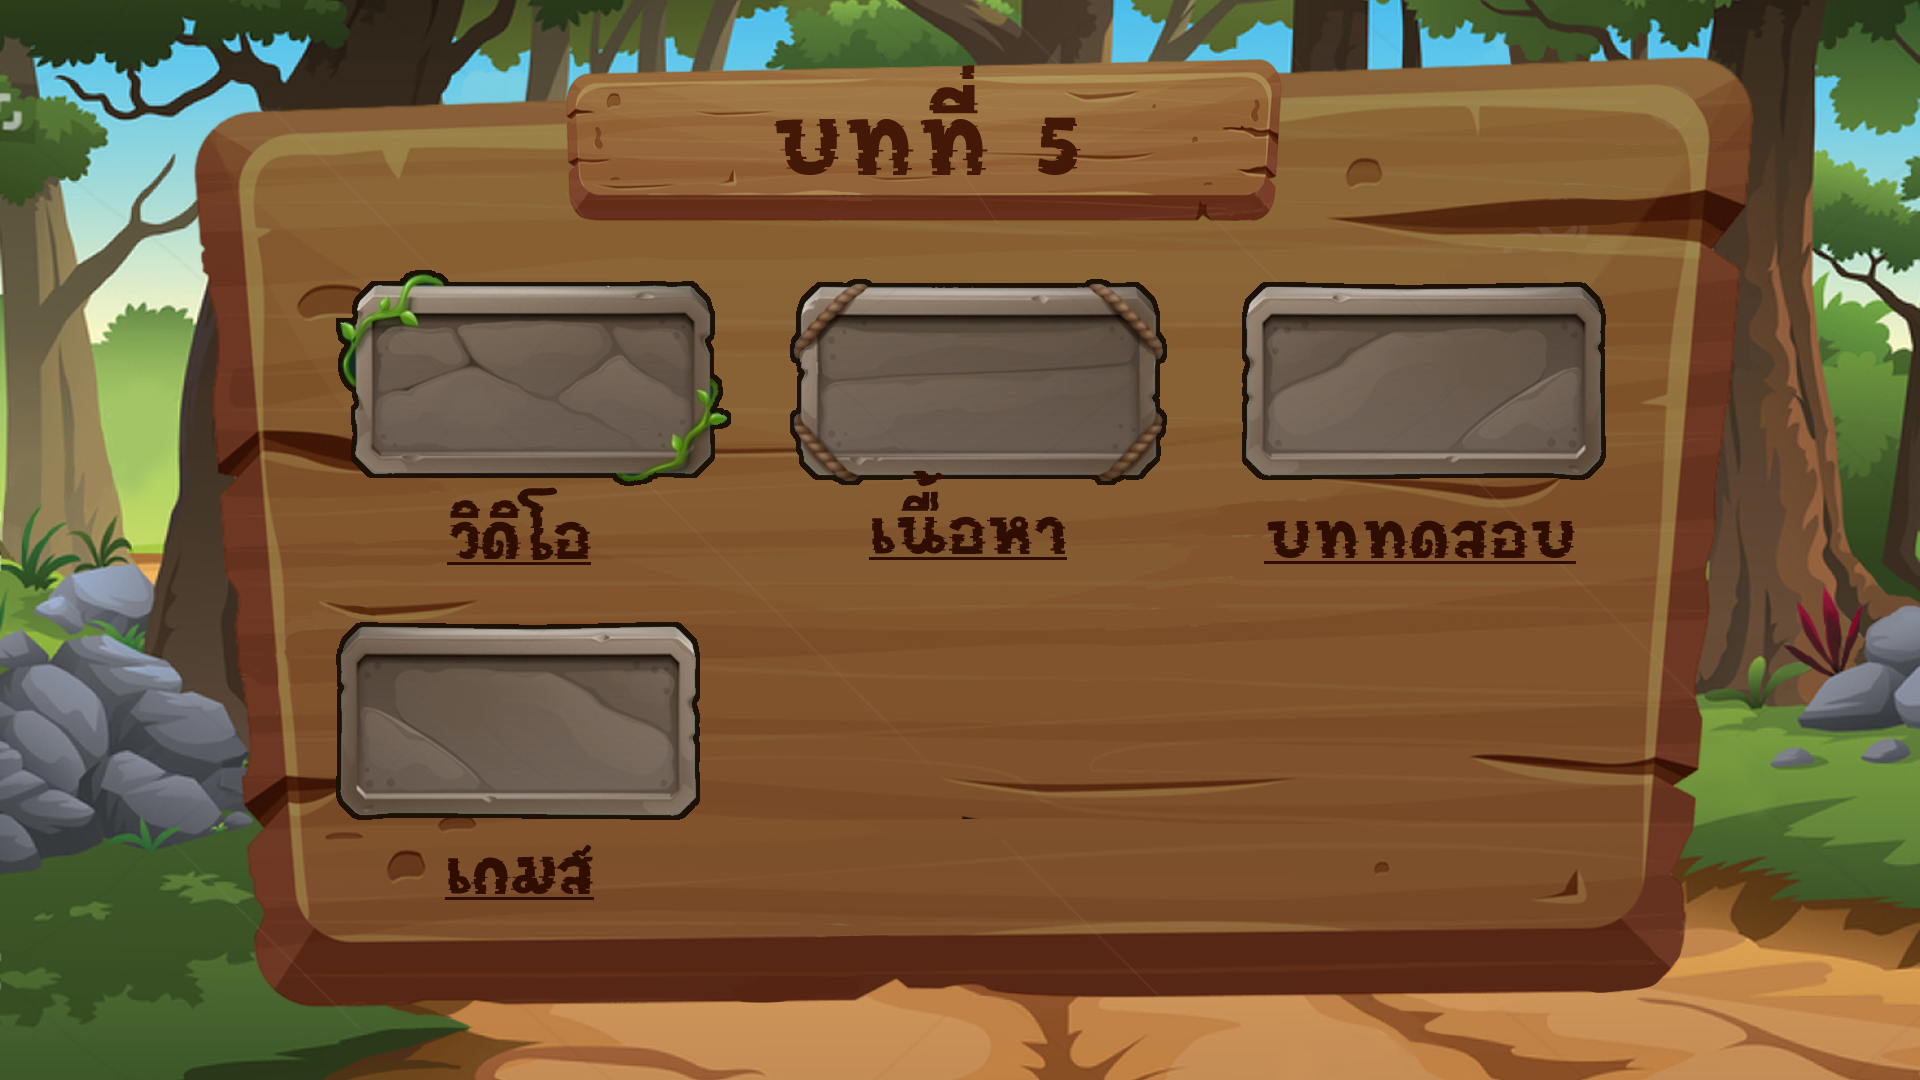 บทที่ 5
วิดิโอ
เนื้อหา
บททดสอบ
เกมส์